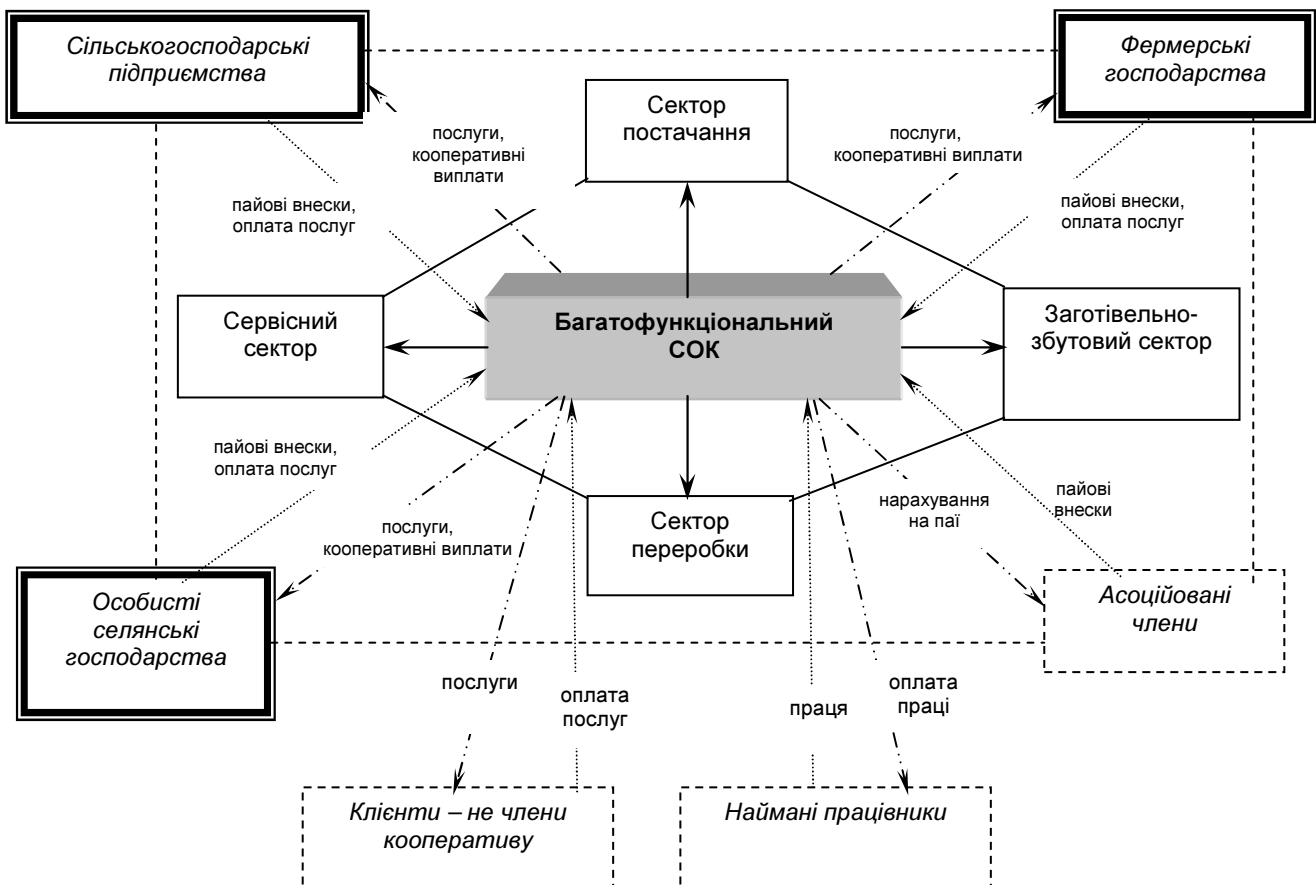 Сільськогосподарські
підприємства
Фермерські
господарства
Сектор
постачання
послуги,
кооперативні
виплати
послуги,
кооперативні виплати
пайові внески,
оплата послуг
пайові внески,
оплата послуг
Багатофункціональний
СОК
Сервісний
сектор
Заготівельно-
збутовий сектор
пайові внески,
оплата послуг
послуги,
кооперативні виплати
Сектор
переробки
нарахування
на паї
пайові
внески
Особисті
селянські
господарства
Асоційовані
члени
послуги
оплата
послуг
праця
оплата
праці
Клієнти – не члени
кооперативу
Наймані працівники